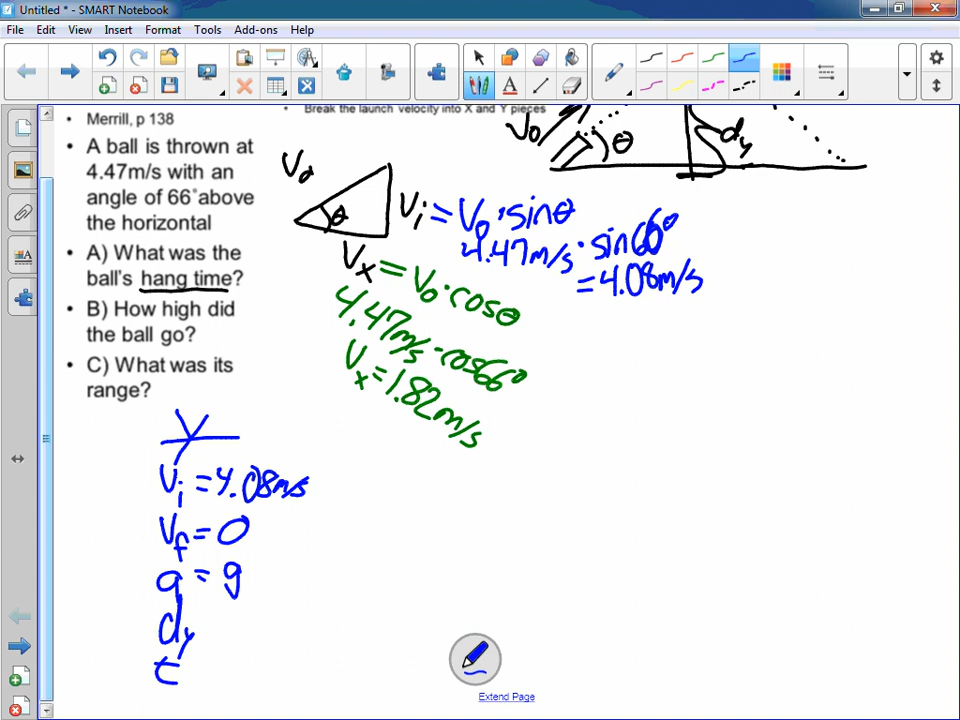 Untitled * - SMART Notebook
File Edit View Insert Format Tools Add-ons Help
• Break the launch velocity into X and Y pieces
Merrill, p 138
• A ball is thrown at
4.47m/s with an
angle of 66˚above
the horizontal
• A) What was the
ball's hang time?
• B) How high did
the ball go?
• C) What was its
range?
V₀
θ
dy
V₀
θ
Vi = V₀ · sinθ
4.47m/s · sin66°
= 4.08m/s
Vx = V₀ · cosθ
4.47m/s · cos66°
Vx = 1.82m/s
Y
Vi = 4.08m/s
Vf = 0
a = g
dy
t
Extend Page